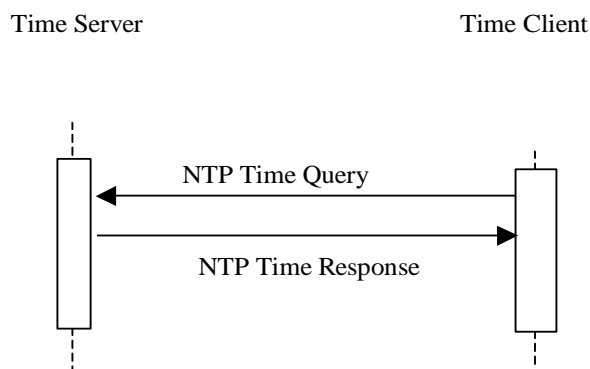 Time Server
Time Client
NTP Time Query
NTP Time Response